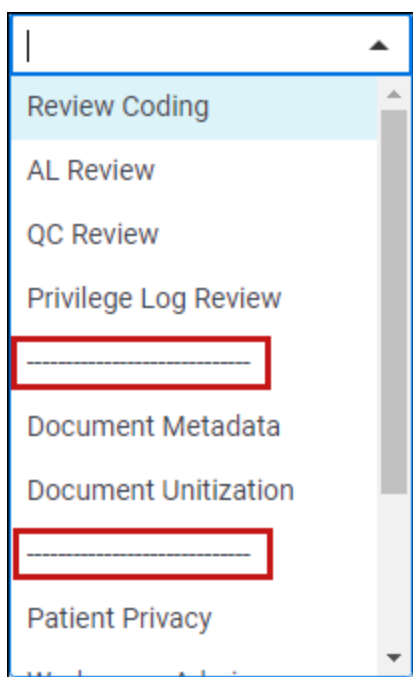 Review Coding
AL Review
QC Review
Privilege Log Review
-----------------------------
Document Metadata
Document Unitization
-----------------------------
Patient Privacy